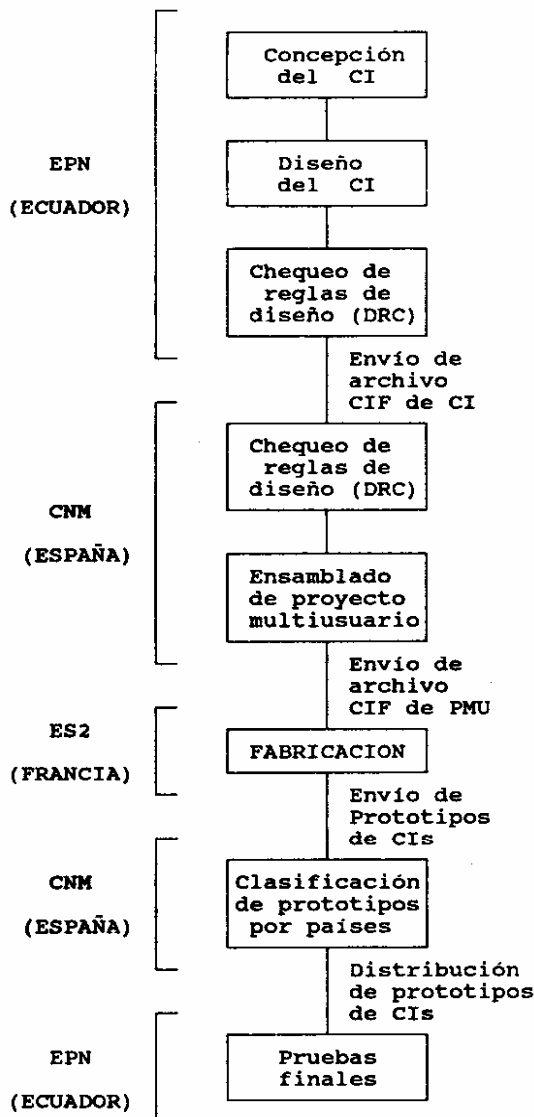 Concepción
del CI
EPN
(ECUADOR)
Diseño
del CI
Chequeo de
reglas de
diseño (DRC)
Envío de
archivo
CIF de CI
CNM
(ESPAÑA)
Chequeo de
reglas de
diseño (DRC)
Ensamblado
de proyecto
multiusuario
Envío de
archivo
CIF de PMU
ES2
(FRANCIA)
FABRICACION
Envío de
Prototipos
de CIs
CNM
(ESPAÑA)
Clasificación
de prototipos
por países
Distribución
de prototipos
de CIs
EPN
(ECUADOR)
Pruebas
finales